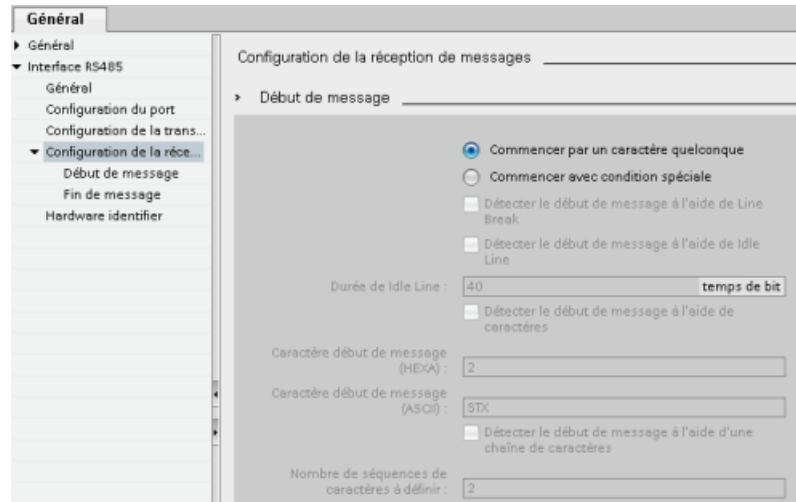 Général
Général
Interface RS485
Général
Configuration du port
Configuration de la trans...
Configuration de la réce...
Début de message
Fin de message
Hardware identifier
Configuration de la réception de messages
Début de message
Commencer par un caractère quelconque
Commencer avec condition spéciale
Détecter le début de message à l'aide de Line
Break
Détecter le début de message à l'aide de Idle
Line
Durée de Idle Line :
40
temps de bit
Détecter le début de message à l'aide de
caractères
Caractère début de message
(HEXA) :
2
Caractère début de message
(ASCII) :
STX
Détecter le début de message à l'aide d'une
chaîne de caractères
Nombre de séquences de
caractères à définir :
2